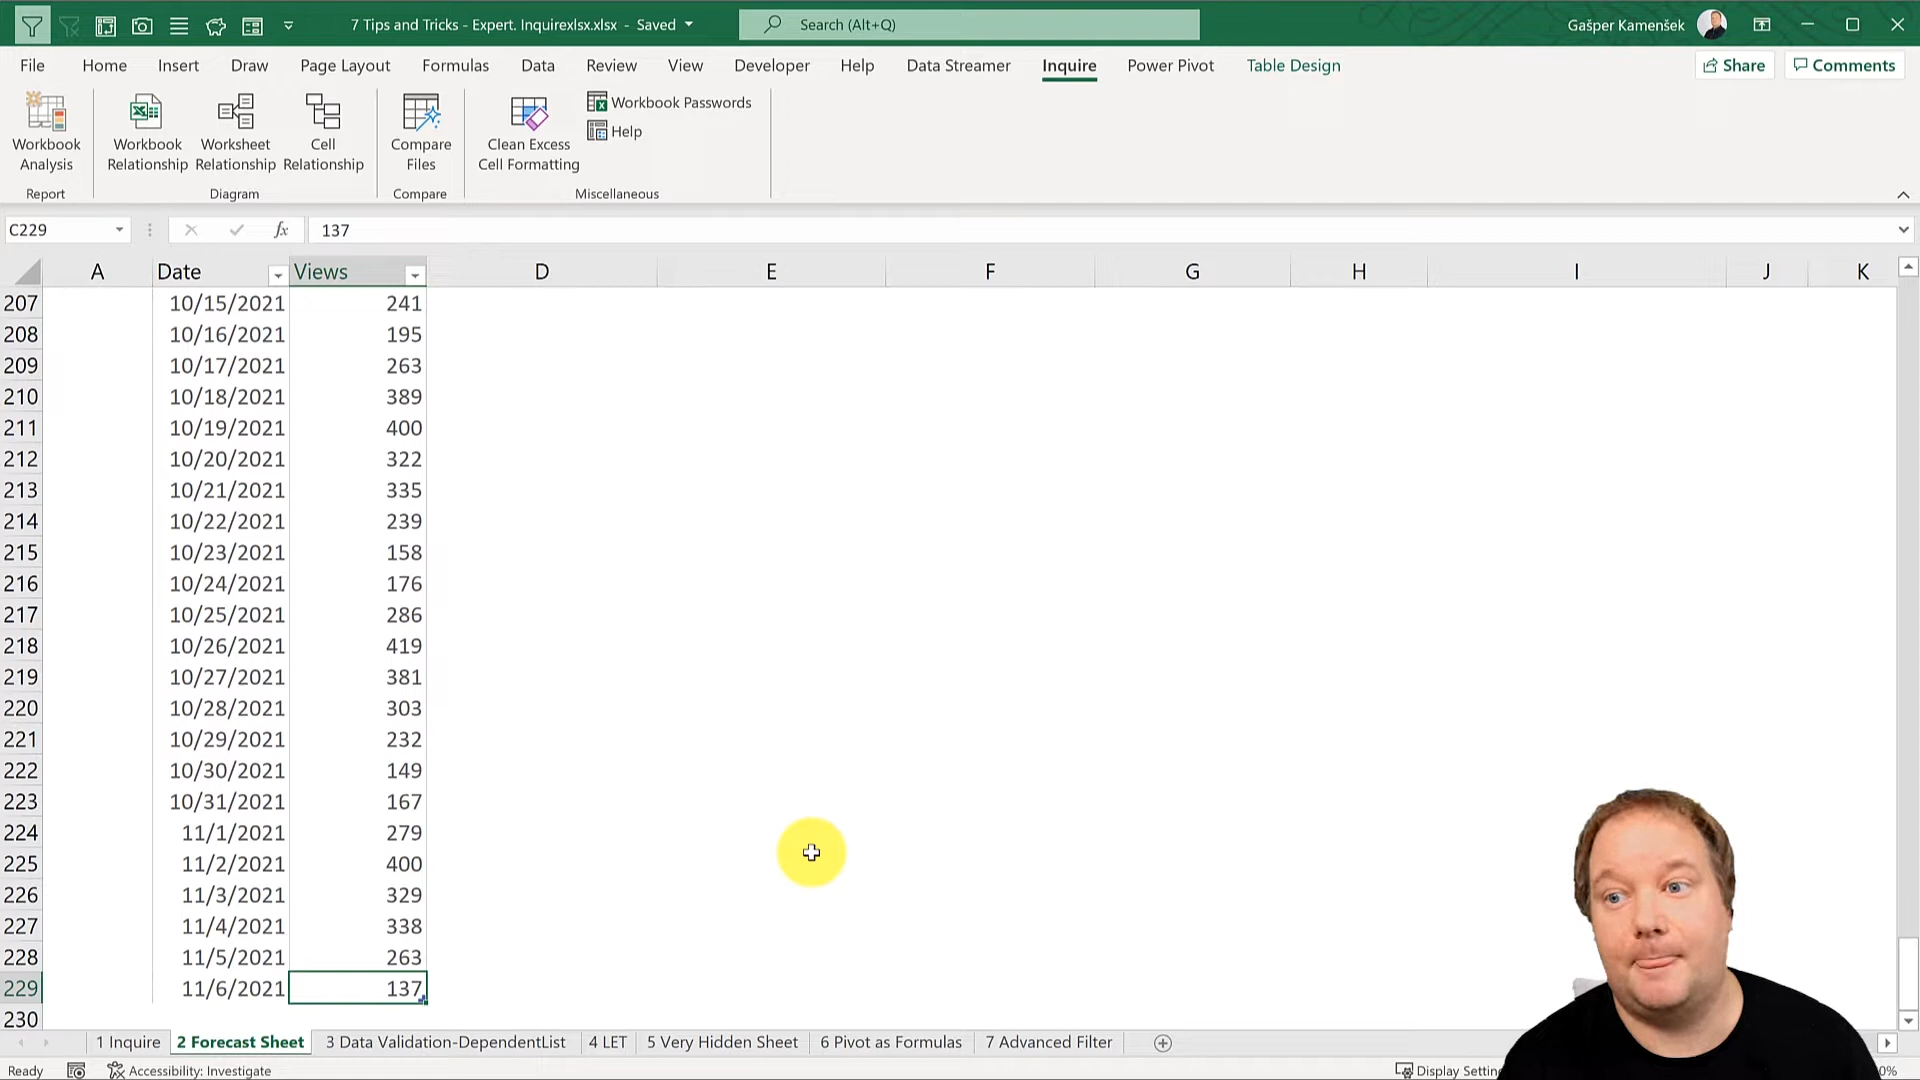 7 Tips and Tricks - Expert. Inquirexlsx.xlsx - Saved
Search (Alt+Q)
Gašper Kamenšek
File Home Insert Draw Page Layout Formulas Data Review View Developer Help Data Streamer Inquire Power Pivot Table Design
Share
Comments
Workbook Analysis
Workbook Relationship
Worksheet Relationship
Cell Relationship
Compare Files
Clean Excess Cell Formatting
Workbook Passwords
Help
Report
Diagram
Compare
Miscellaneous
C229
fx
137
A Date Views D E F G H I J K
207 10/15/2021 241
208 10/16/2021 195
209 10/17/2021 263
210 10/18/2021 389
211 10/19/2021 400
212 10/20/2021 322
213 10/21/2021 335
214 10/22/2021 239
215 10/23/2021 158
216 10/24/2021 176
217 10/25/2021 286
218 10/26/2021 419
219 10/27/2021 381
220 10/28/2021 303
221 10/29/2021 232
222 10/30/2021 149
223 10/31/2021 167
224 11/1/2021 279
225 11/2/2021 400
226 11/3/2021 329
227 11/4/2021 338
228 11/5/2021 263
229 11/6/2021 137
230
1 Inquire 2 Forecast Sheet 3 Data Validation-DependentList 4 LET 5 Very Hidden Sheet 6 Pivot as Formulas 7 Advanced Filter
Ready
Accessibility: Investigate
Display
0%